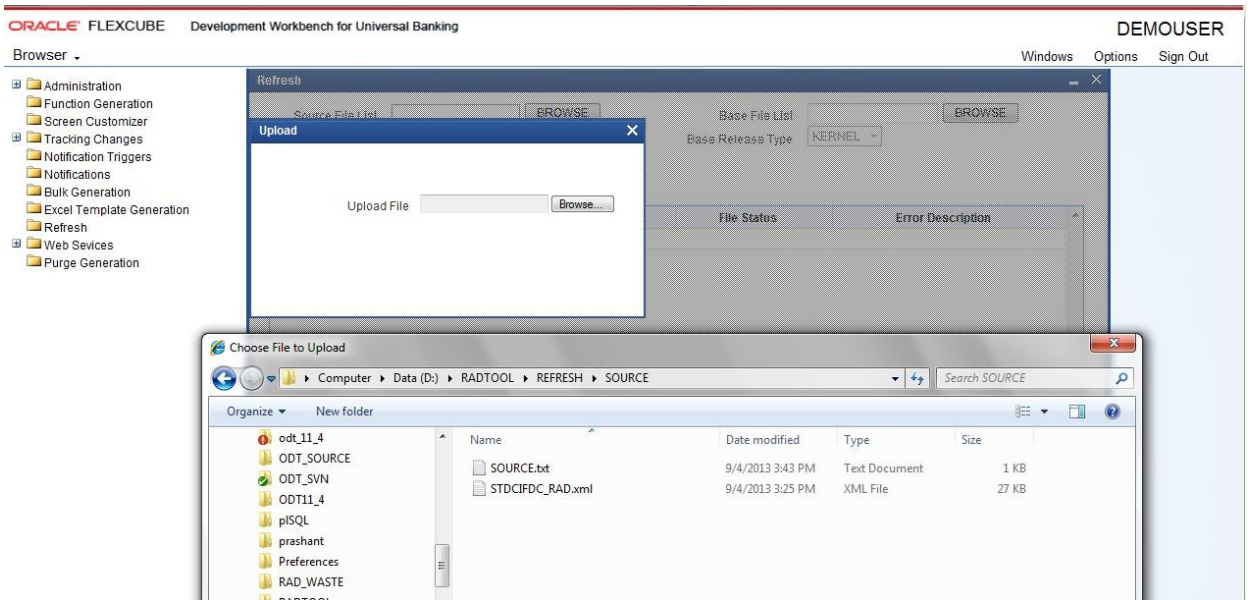 ORACLE FLEXCUBE Development Workbench for Universal Banking DEMOUSER
Browser Windows Options Sign Out
Administration
Function Generation
Screen Customizer
Tracking Changes
Notification Triggers
Notifications
Bulk Generation
Excel Template Generation
Refresh
Web Sevices
Purge Generation
Refresh
Source File List BROWSE Base File List BROWSE
Base Release Type KERNEL
Upload
Upload File Browse...
File Status Error Description
Choose File to Upload
Computer Data (D:) RADTOOL REFRESH SOURCE Search SOURCE
Organize New folder
odt_11_4
ODT_SOURCE
ODT_SVN
ODT11_4
plSQL
prashant
Preferences
RAD_WASTE
RADTOOL
Name Date modified Type Size
SOURCE.txt 9/4/2013 3:43 PM Text Document 1 KB
STDCIFDC_RAD.xml 9/4/2013 3:25 PM XML File 27 KB